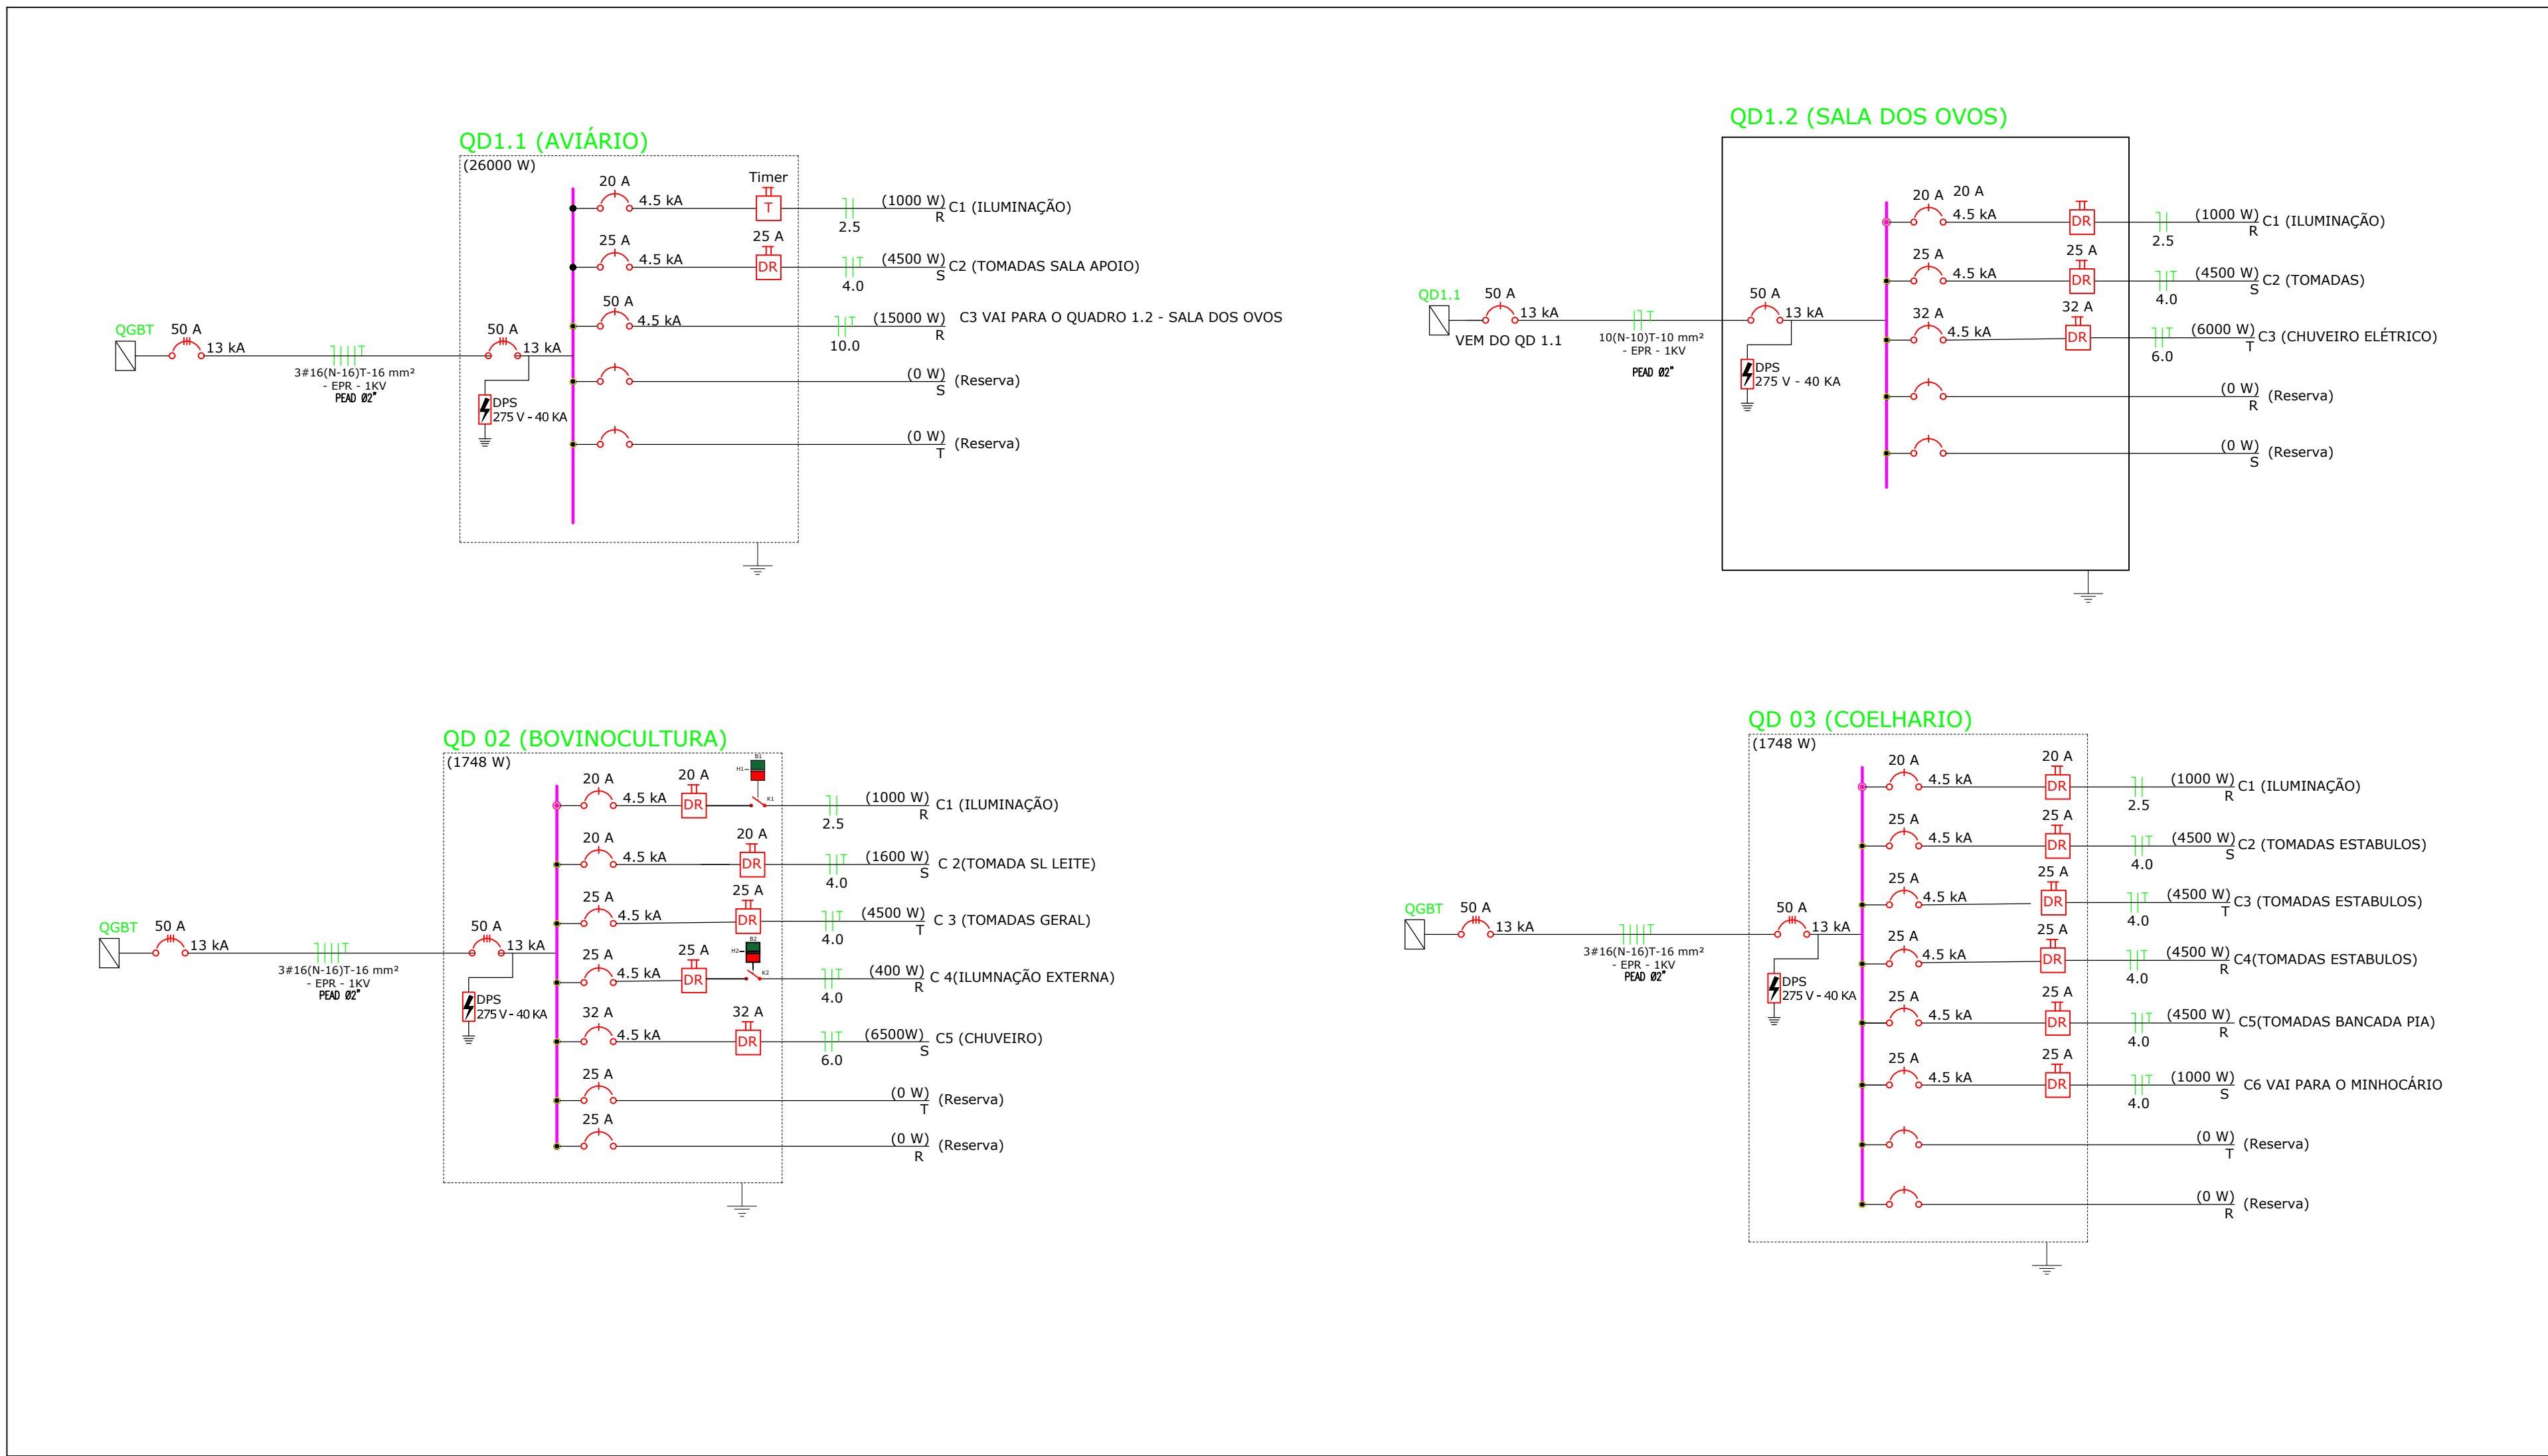 QD1.1 (AVIÁRIO)
(26000 W)
QGBT
50 A
13 kA
3#16(N-16)T-16 mm²
- EPR - 1KV
PEAD Ø2"
50 A
13 kA
DPS
275 V - 40 KA
20 A
4.5 kA
Timer
T
2.5
(1000 W)
R
C1 (ILUMINAÇÃO)
25 A
4.5 kA
25 A
DR
T
4.0
(4500 W)
S
C2 (TOMADAS SALA APOIO)
50 A
4.5 kA
T
10.0
(15000 W)
R
C3 VAI PARA O QUADRO 1.2 - SALA DOS OVOS
(0 W)
S
(Reserva)
(0 W)
T
(Reserva)
QD1.2 (SALA DOS OVOS)
QD1.1
50 A
13 kA
VEM DO QD 1.1
10(N-10)T-10 mm²
- EPR - 1KV
PEAD Ø2"
50 A
13 kA
DPS
275 V - 40 KA
20 A
20 A
4.5 kA
DR
2.5
(1000 W)
R
C1 (ILUMINAÇÃO)
25 A
4.5 kA
25 A
DR
T
4.0
(4500 W)
S
C2 (TOMADAS)
32 A
4.5 kA
32 A
DR
T
6.0
(6000 W)
T
C3 (CHUVEIRO ELÉTRICO)
(0 W)
R
(Reserva)
(0 W)
S
(Reserva)
QD 02 (BOVINOCULTURA)
(1748 W)
QGBT
50 A
13 kA
3#16(N-16)T-16 mm²
- EPR - 1KV
PEAD Ø2"
50 A
13 kA
DPS
275 V - 40 KA
20 A
4.5 kA
20 A
DR
B1
H1
K1
2.5
(1000 W)
R
C1 (ILUMINAÇÃO)
20 A
4.5 kA
20 A
DR
T
4.0
(1600 W)
S
C 2(TOMADA SL LEITE)
25 A
4.5 kA
25 A
DR
T
4.0
(4500 W)
T
C 3 (TOMADAS GERAL)
25 A
4.5 kA
25 A
DR
B2
H2
K2
T
4.0
(400 W)
R
C 4(ILUMNAÇÃO EXTERNA)
32 A
4.5 kA
32 A
DR
T
6.0
(6500W)
S
C5 (CHUVEIRO)
25 A
(0 W)
T
(Reserva)
25 A
(0 W)
R
(Reserva)
QD 03 (COELHARIO)
(1748 W)
QGBT
50 A
13 kA
3#16(N-16)T-16 mm²
- EPR - 1KV
PEAD Ø2"
50 A
13 kA
DPS
275 V - 40 KA
20 A
4.5 kA
20 A
DR
2.5
(1000 W)
R
C1 (ILUMINAÇÃO)
25 A
4.5 kA
25 A
DR
T
4.0
(4500 W)
S
C2 (TOMADAS ESTABULOS)
25 A
4.5 kA
25 A
DR
T
4.0
(4500 W)
T
C3 (TOMADAS ESTABULOS)
25 A
4.5 kA
25 A
DR
T
4.0
(4500 W)
R
C4(TOMADAS ESTABULOS)
25 A
4.5 kA
25 A
DR
T
4.0
(4500 W)
R
C5(TOMADAS BANCADA PIA)
25 A
4.5 kA
25 A
DR
T
4.0
(1000 W)
S
C6 VAI PARA O MINHOCÁRIO
(0 W)
T
(Reserva)
(0 W)
R
(Reserva)